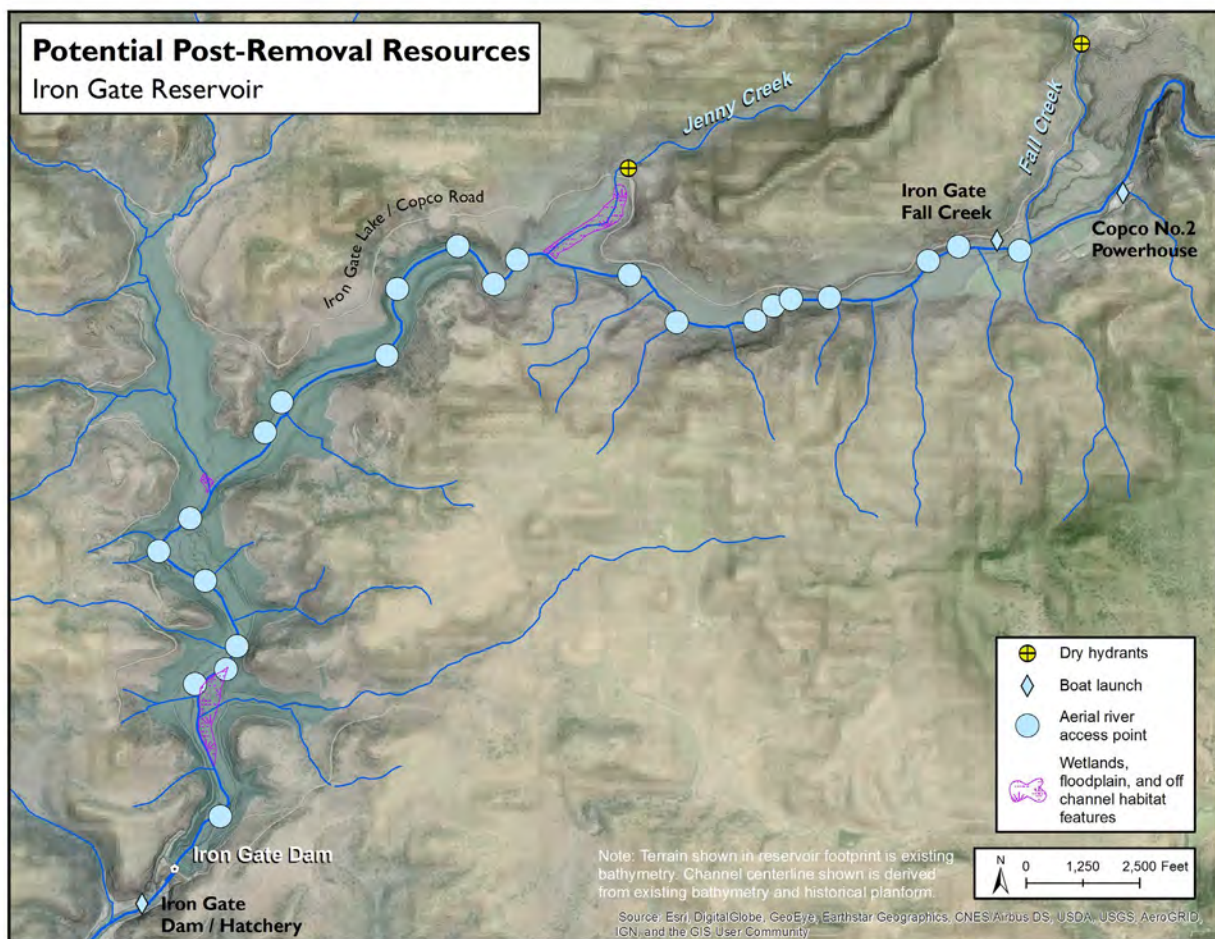 Potential Post-Removal Resources
Iron Gate Reservoir
Jenny Creek
Fall Creek
Iron Gate Lake / Copco Road
Iron Gate
Fall Creek
Copco No.2
Powerhouse
Dry hydrants
Boat launch
Aerial river
access point
Wetlands,
floodplain, and off
channel habitat
features
Iron Gate Dam
Iron Gate
Dam / Hatchery
Note: Terrain shown in reservoir footprint is existing
bathymetry. Channel centerline shown is derived
from existing bathymetry and historical planform.
N
0 1,250 2,500 Feet
Source: Esri, DigitalGlobe, GeoEye, Earthstar Geographics, CNES/Airbus DS, USDA, USGS, AeroGRID,
IGN, and the GIS User Community